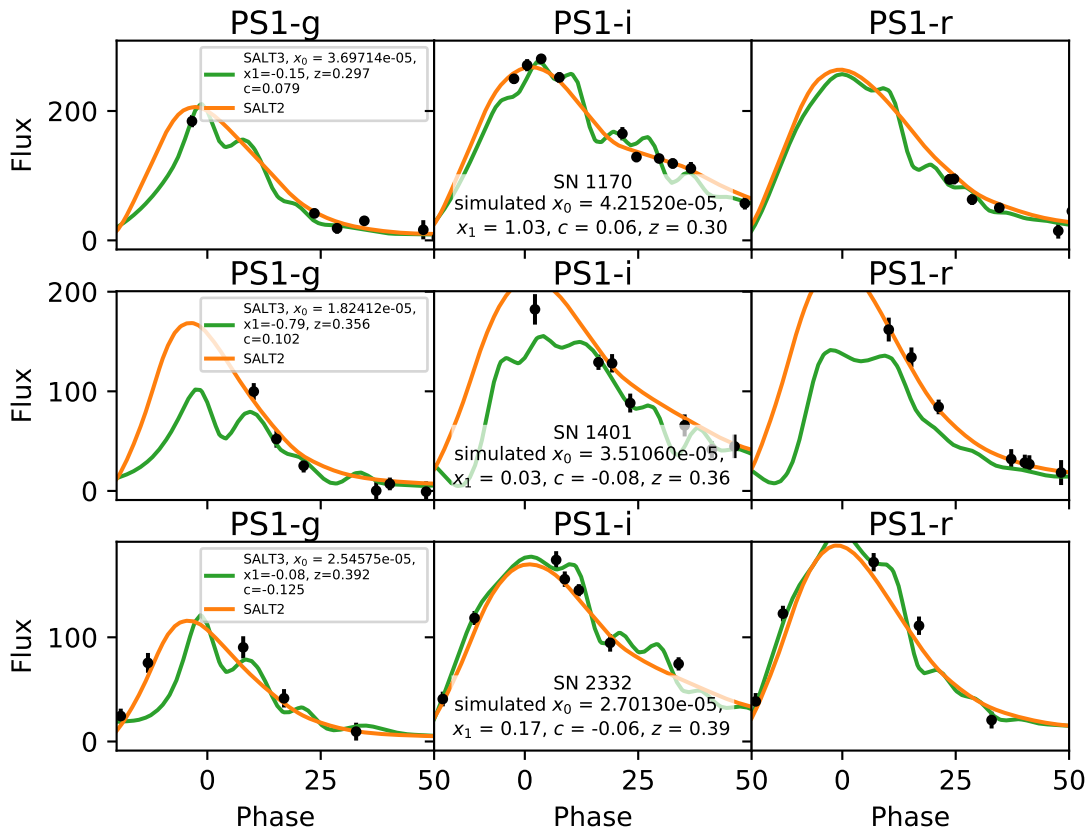 PS1-g
PS1-i
PS1-r
Flux
200
0
SALT3, x₀ = 3.69714e-05,
x1=-0.15, z=0.297
c=0.079
SALT2
SN 1170
simulated x₀ = 4.21520e-05,
x₁ = 1.03, c = 0.06, z = 0.30
PS1-g
PS1-i
PS1-r
Flux
200
100
0
SALT3, x₀ = 1.82412e-05,
x1=-0.79, z=0.356
c=0.102
SALT2
SN 1401
simulated x₀ = 3.51060e-05,
x₁ = 0.03, c = -0.08, z = 0.36
PS1-g
PS1-i
PS1-r
Flux
100
0
SALT3, x₀ = 2.54575e-05,
x1=-0.08, z=0.392
c=-0.125
SALT2
SN 2332
simulated x₀ = 2.70130e-05,
x₁ = 0.17, c = -0.06, z = 0.39
0 25 50 0 25 50 0 25 50
Phase Phase Phase